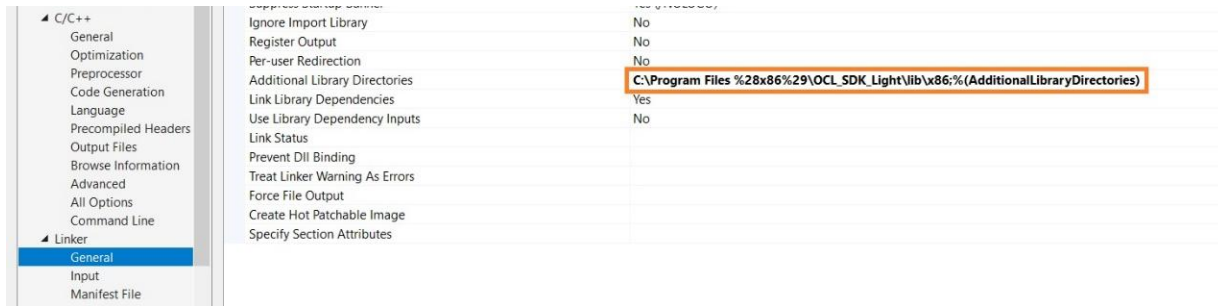 C/C++
General
Optimization
Preprocessor
Code Generation
Language
Precompiled Headers
Output Files
Browse Information
Advanced
All Options
Command Line
Linker
General
Input
Manifest File
Ignore Import Library No
Register Output No
Per-user Redirection No
Additional Library Directories C:\Program Files %28x86%29\OCL_SDK_Light\lib\x86;%(AdditionalLibraryDirectories)
Link Library Dependencies Yes
Use Library Dependency Inputs No
Link Status
Prevent Dll Binding
Treat Linker Warning As Errors
Force File Output
Create Hot Patchable Image
Specify Section Attributes